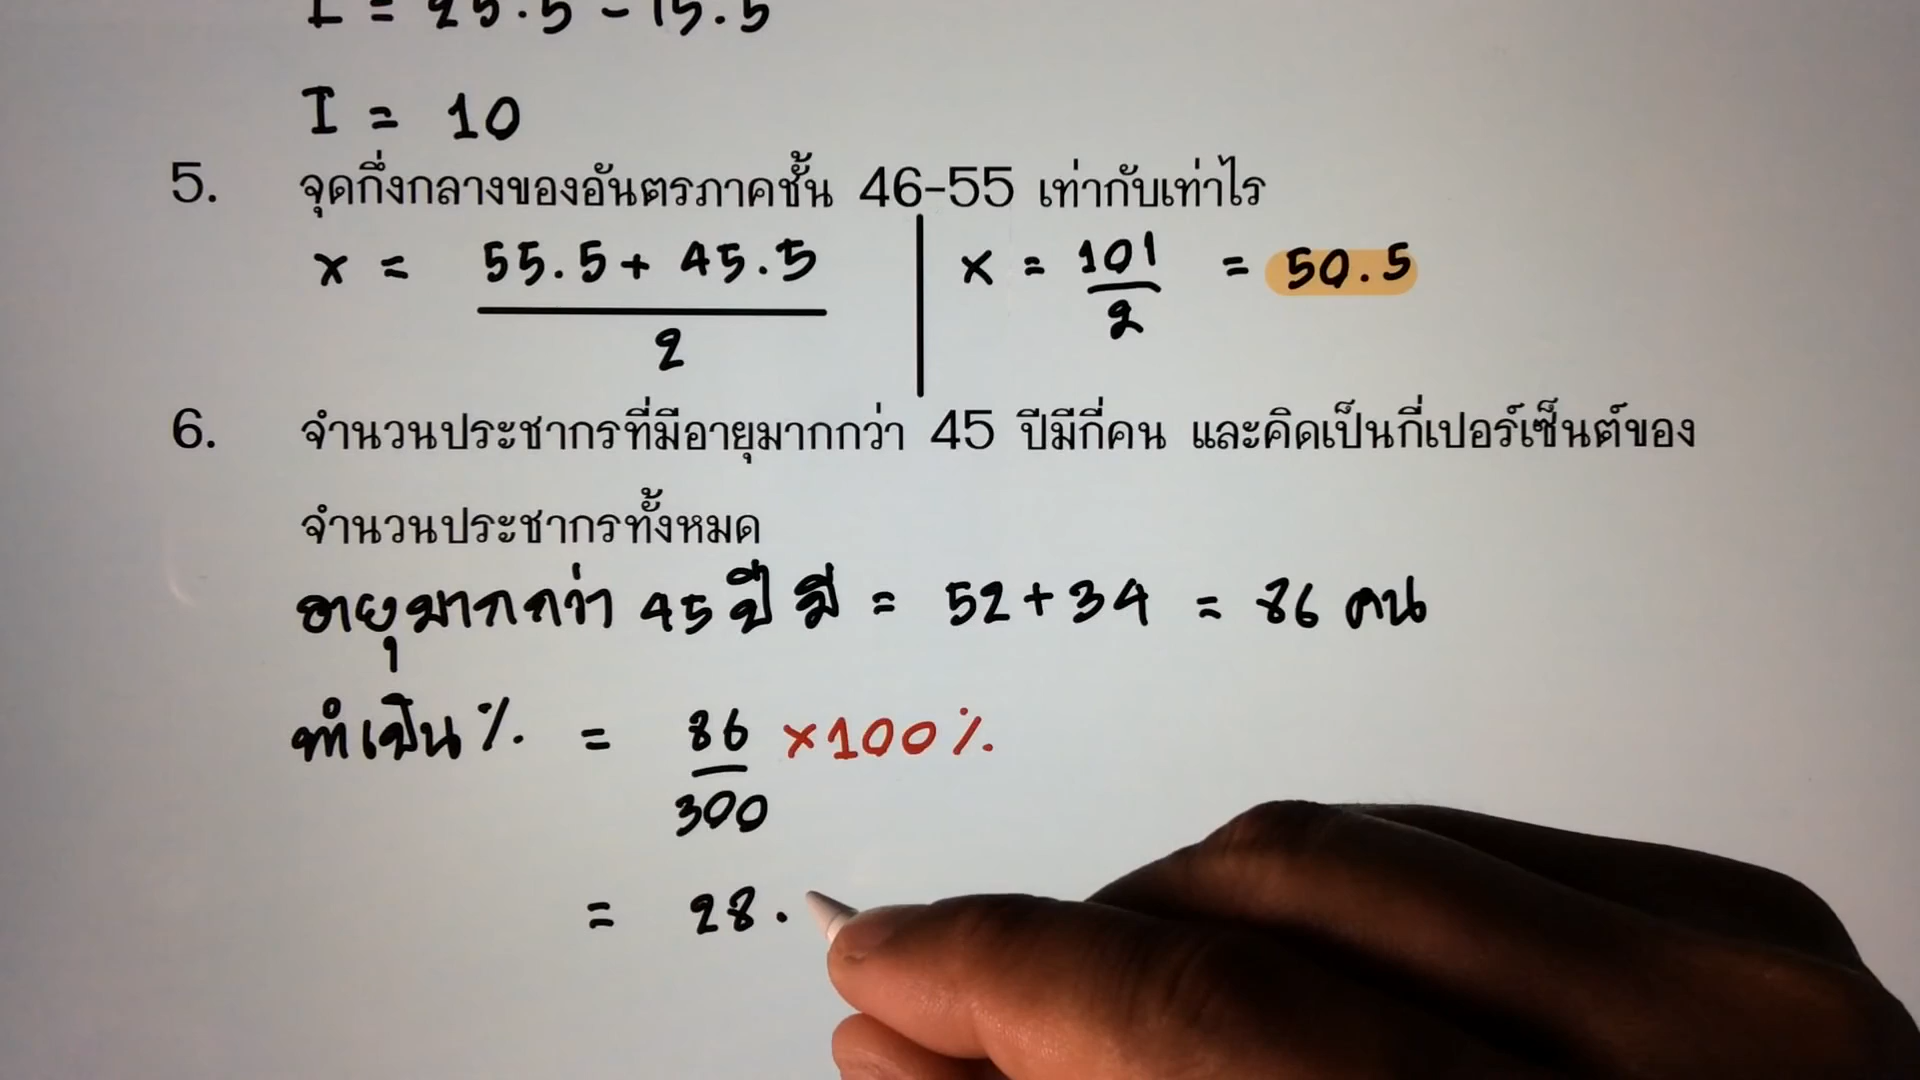 I = 25.5 - 15.5
I = 10
5. จุดกึ่งกลางของอันตรภาคชั้น 46-55 เท่ากับเท่าไร
x = 55.5 + 45.5 / 2 | x = 101 / 2 = 50.5
6. จำนวนประชากรที่มีอายุมากกว่า 45 ปีมีกี่คน และคิดเป็นกี่เปอร์เซ็นต์ของ
จำนวนประชากรทั้งหมด
อายุมากกว่า 45 ปี มี = 52 + 34 = 86 คน
ทำเป็น % = 86 / 300 × 100 %
= 28.